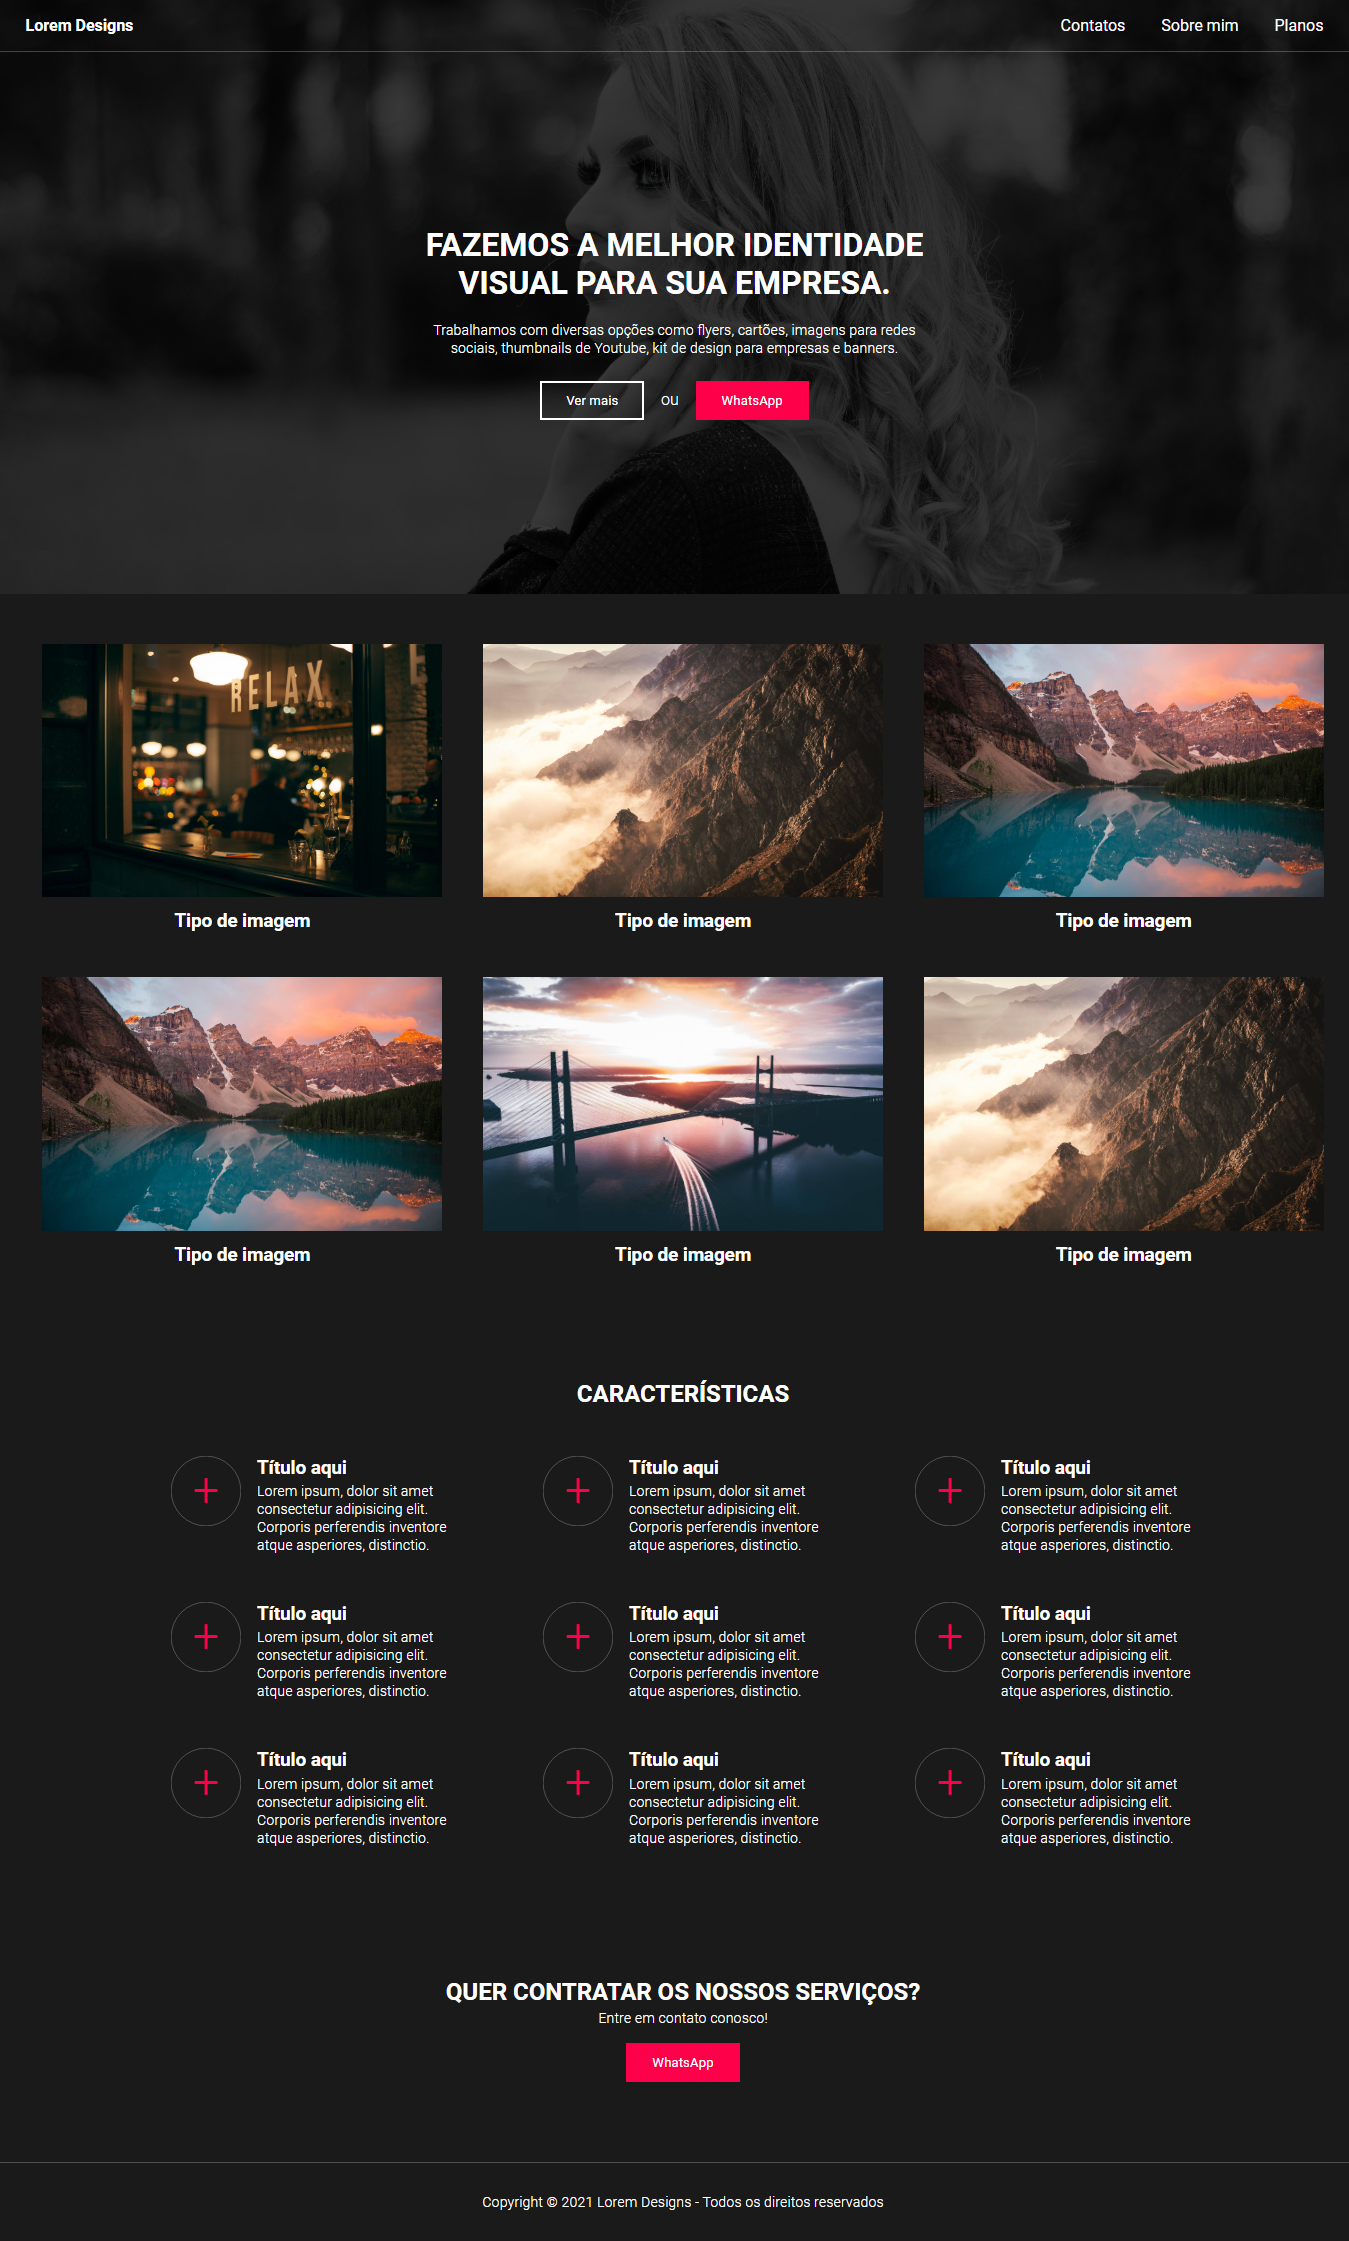 Lorem Designs
Contatos
Sobre mim
Planos
FAZEMOS A MELHOR IDENTIDADE
VISUAL PARA SUA EMPRESA.
Trabalhamos com diversas opções como flyers, cartões, imagens para redes
sociais, thumbnails de Youtube, kit de design para empresas e banners.
Ver mais
OU
WhatsApp
RELAX
Tipo de imagem
Tipo de imagem
Tipo de imagem
Tipo de imagem
Tipo de imagem
Tipo de imagem
CARACTERÍSTICAS
Título aqui
Lorem ipsum, dolor sit amet
consectetur adipisicing elit.
Corporis perferendis inventore
atque asperiores, distinctio.
Título aqui
Lorem ipsum, dolor sit amet
consectetur adipisicing elit.
Corporis perferendis inventore
atque asperiores, distinctio.
Título aqui
Lorem ipsum, dolor sit amet
consectetur adipisicing elit.
Corporis perferendis inventore
atque asperiores, distinctio.
Título aqui
Lorem ipsum, dolor sit amet
consectetur adipisicing elit.
Corporis perferendis inventore
atque asperiores, distinctio.
Título aqui
Lorem ipsum, dolor sit amet
consectetur adipisicing elit.
Corporis perferendis inventore
atque asperiores, distinctio.
Título aqui
Lorem ipsum, dolor sit amet
consectetur adipisicing elit.
Corporis perferendis inventore
atque asperiores, distinctio.
Título aqui
Lorem ipsum, dolor sit amet
consectetur adipisicing elit.
Corporis perferendis inventore
atque asperiores, distinctio.
Título aqui
Lorem ipsum, dolor sit amet
consectetur adipisicing elit.
Corporis perferendis inventore
atque asperiores, distinctio.
Título aqui
Lorem ipsum, dolor sit amet
consectetur adipisicing elit.
Corporis perferendis inventore
atque asperiores, distinctio.
QUER CONTRATAR OS NOSSOS SERVIÇOS?
Entre em contato conosco!
WhatsApp
Copyright © 2021 Lorem Designs - Todos os direitos reservados